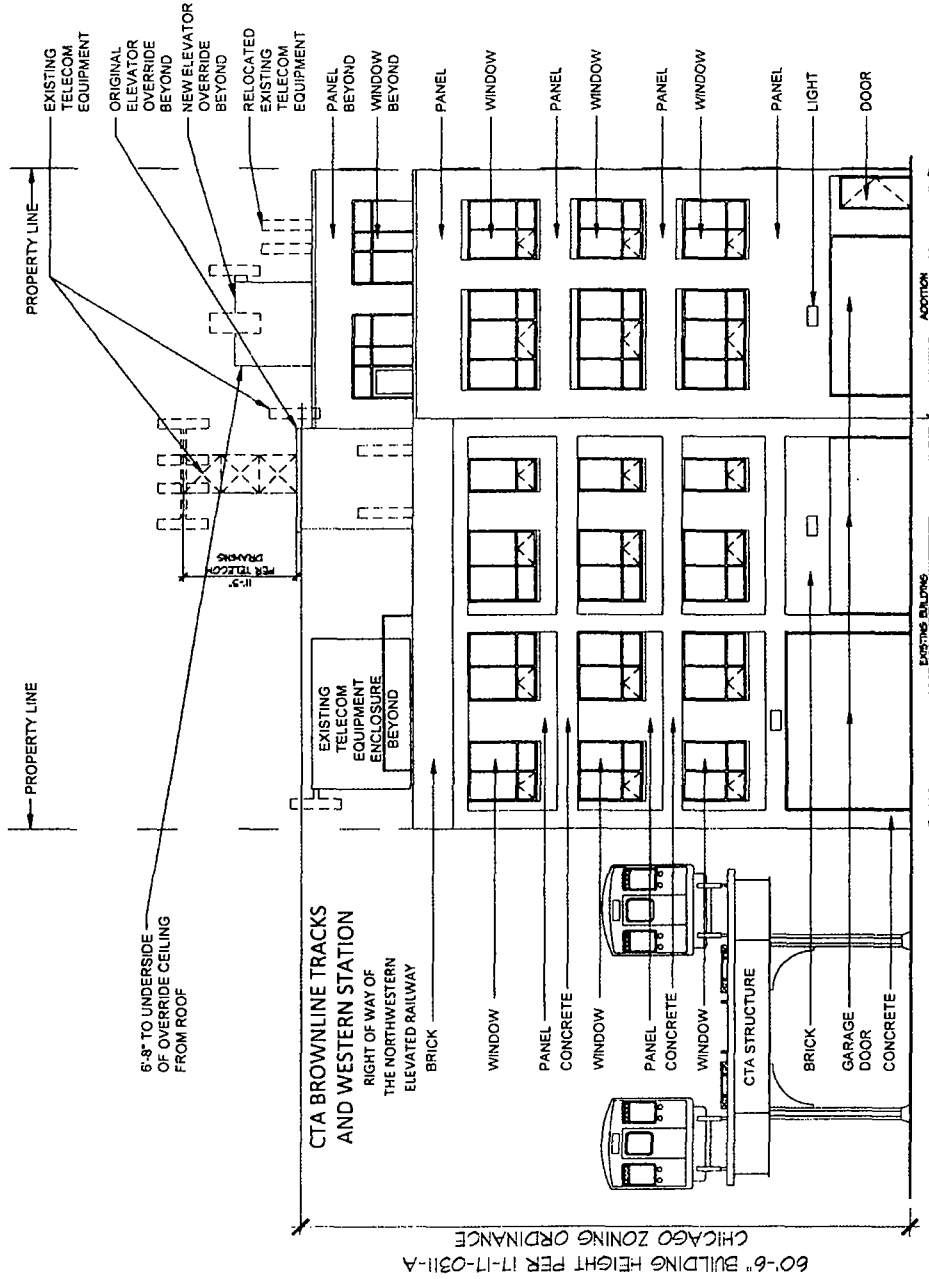 EXISTING
TELECOM
EQUIPMENT
ORIGINAL
ELEVATOR
OVERRIDE
BEYOND
NEW ELEVATOR
OVERRIDE
BEYOND
RELOCATED
EXISTING
TELECOM
EQUIPMENT
PANEL
BEYOND
WINDOW
BEYOND
PANEL
WINDOW
PANEL
WINDOW
PANEL
WINDOW
PANEL
LIGHT
DOOR
PROPERTY LINE
PROPERTY LINE
11'-5"
PER TELECOM
DRAWINGS
6'-8" TO UNDERSIDE
OF OVERRIDE CEILING
FROM ROOF
EXISTING
TELECOM
EQUIPMENT
ENCLOSURE
BEYOND
CTA BROWNLINE TRACKS
AND WESTERN STATION
RIGHT OF WAY OF
THE NORTHWESTERN
ELEVATED RAILWAY
BRICK
WINDOW
PANEL
CONCRETE
WINDOW
PANEL
CONCRETE
WINDOW
CTA STRUCTURE
BRICK
GARAGE
DOOR
CONCRETE
EXISTING BUILDING
ADDITION
60'-6" BUILDING HEIGHT PER 17-17-0311-A
CHICAGO ZONING ORDINANCE